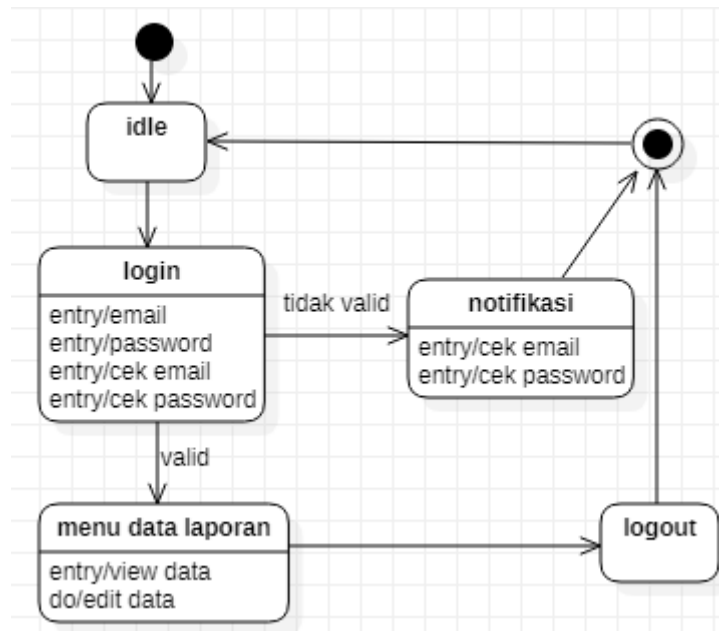 idle
login
entry/email
entry/password
entry/cek email
entry/cek password
tidak valid
notifikasi
entry/cek email
entry/cek password
valid
menu data laporan
entry/view data
do/edit data
logout